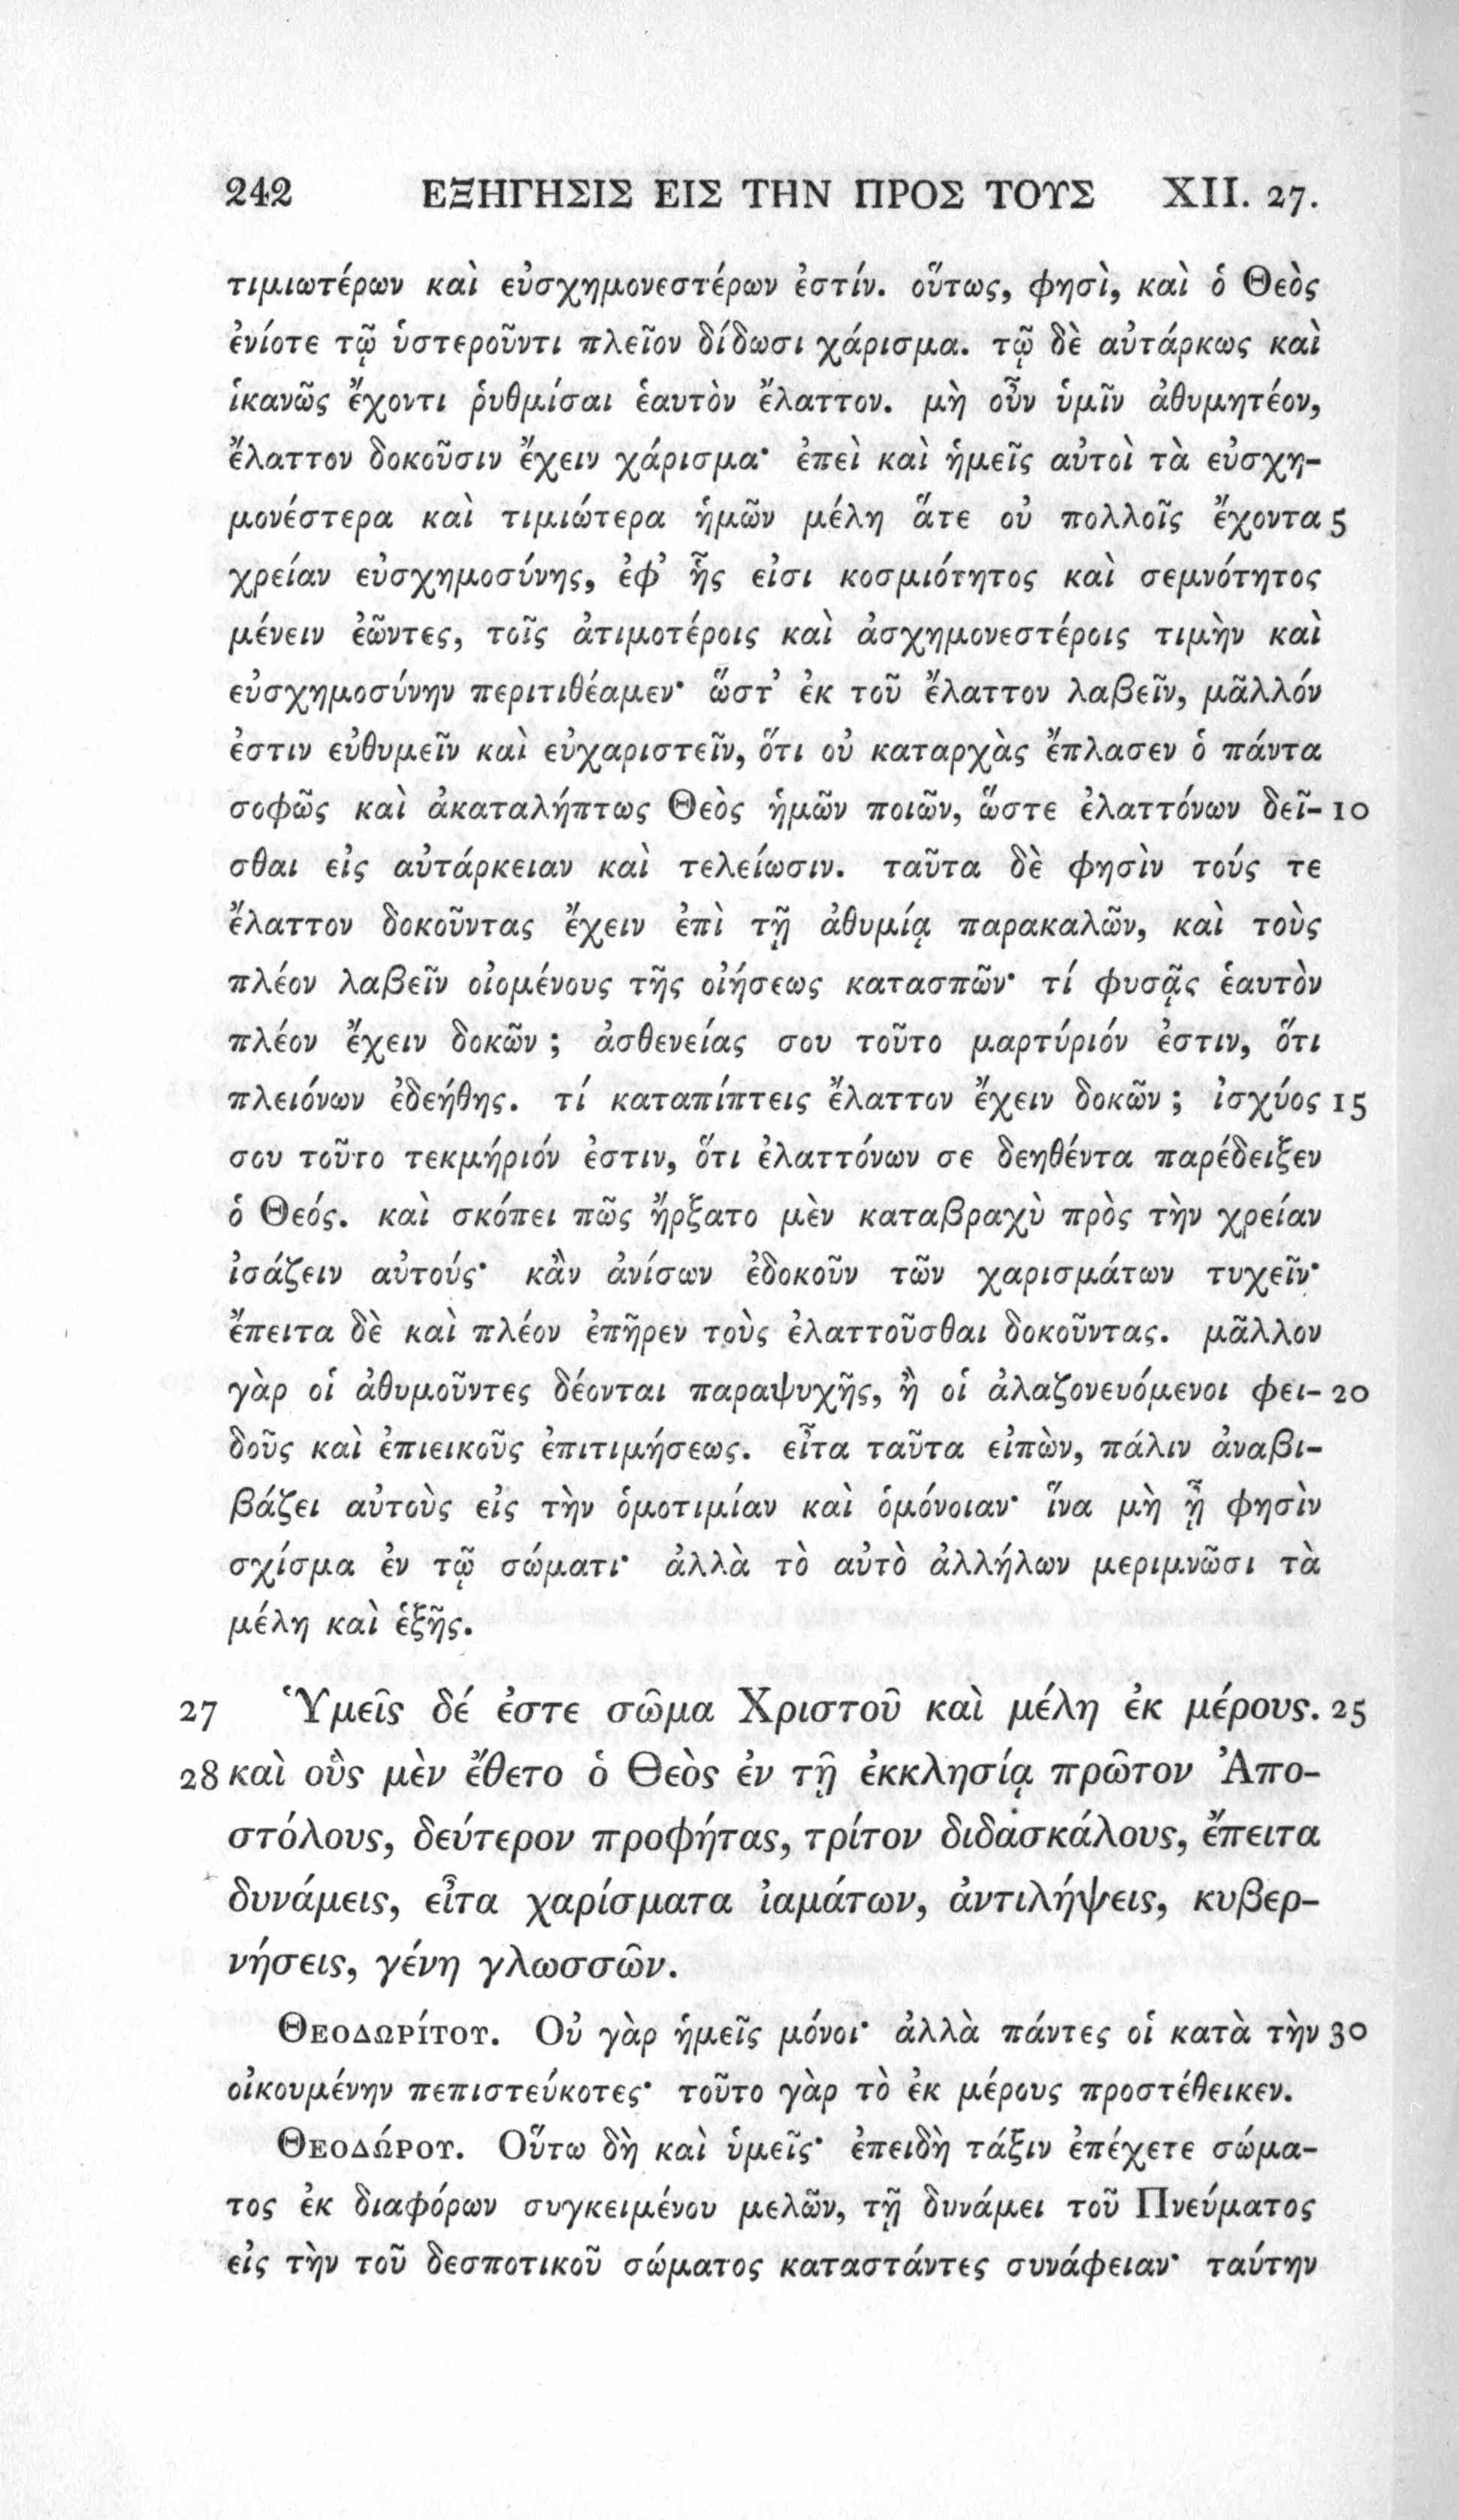 242 ΕΞΗΓΗΣΙΣ ΕΙΣ ΤΗΝ ΠΡΟΣ ΤΟΥΣ XII. 27.
τιμιωτέρων καὶ εὐσχημονεστέρων ἐστίν. οὕτως, φησὶ, καὶ ὁ Θεὸς
ἐνίοτε τῷ ὑστεροῦντι πλεῖον δίδωσι χάρισμα. τῷ δὲ αὐτάρκως καὶ
ἱκανῶς ἔχοντι ῥυθμίσαι ἑαυτὸν ἔλαττον. μὴ οὖν ὑμῖν ἀθυμητέον,
ἔλαττον δοκοῦσιν ἔχειν χάρισμα· ἐπεὶ καὶ ἡμεῖς αὐτοὶ τὰ εὐσχη-
μονέστερα καὶ τιμιώτερα ἡμῶν μέλη ἅτε οὐ πολλοῖς ἔχοντα 5
χρείαν εὐσχημοσύνης, ἐφ’ ἧς εἰσι κοσμιότητος καὶ σεμνότητος
μένειν ἐῶντες, τοῖς ἀτιμοτέροις καὶ ἀσχημονεστέροις τιμὴν καὶ
εὐσχημοσύνην περιτιθέαμεν· ὥστ’ ἐκ τοῦ ἔλαττον λαβεῖν, μᾶλλόν
ἐστιν εὐθυμεῖν καὶ εὐχαριστεῖν, ὅτι οὐ καταρχὰς ἔπλασεν ὁ πάντα
σοφῶς καὶ ἀκαταλήπτως Θεὸς ἡμῶν ποιῶν, ὥστε ἐλαττόνων δεῖ- 10
σθαι εἰς αὐτάρκειαν καὶ τελείωσιν. ταῦτα δὲ φησὶν τούς τε
ἔλαττον δοκοῦντας ἔχειν ἐπὶ τῇ ἀθυμίᾳ παρακαλῶν, καὶ τοὺς
πλέον λαβεῖν οἰομένους τῆς οἰήσεως κατασπῶν· τί φυσᾷς ἑαυτὸν
πλέον ἔχειν δοκῶν ; ἀσθενείας σου τοῦτο μαρτύριόν ἐστιν, ὅτι
πλειόνων ἐδεήθης. τί καταπίπτεις ἔλαττον ἔχειν δοκῶν ; ἰσχύος 15
σου τοῦτο τεκμήριόν ἐστιν, ὅτι ἐλαττόνων σε δεηθέντα παρέδειξεν
ὁ Θεός. καὶ σκόπει πῶς ἤρξατο μὲν καταβραχὺ πρὸς τὴν χρείαν
ἰσάζειν αὐτούς· κἂν ἀνίσων ἐδοκοῦν τῶν χαρισμάτων τυχεῖν·
ἔπειτα δὲ καὶ πλέον ἐπῆρεν τοὺς ἐλαττοῦσθαι δοκοῦντας. μᾶλλον
γὰρ οἱ ἀθυμοῦντες δέονται παραψυχῆς, ἢ οἱ ἀλαζονευόμενοι φει- 20
δοῦς καὶ ἐπιεικοῦς ἐπιτιμήσεως. εἶτα ταῦτα εἰπὼν, πάλιν ἀναβι-
βάζει αὐτοὺς εἰς τὴν ὁμοτιμίαν καὶ ὁμόνοιαν· ἵνα μὴ ᾖ φησὶν
σχίσμα ἐν τῷ σώματι· ἀλλὰ τὸ αὐτὸ ἀλλήλων μεριμνῶσι τὰ
μέλη καὶ ἑξῆς.
27 Ὑμεῖς δέ ἐστε σῶμα Χριστοῦ καὶ μέλη ἐκ μέρους. 25
28 καὶ οὓς μὲν ἔθετο ὁ Θεὸς ἐν τῇ ἐκκλησίᾳ πρῶτον Ἀπο-
στόλους, δεύτερον προφήτας, τρίτον διδασκάλους, ἔπειτα
δυνάμεις, εἶτα χαρίσματα ἰαμάτων, ἀντιλήψεις, κυβερ-
νήσεις, γένη γλωσσῶν.
Θεοδωρίτου. Οὐ γὰρ ἡμεῖς μόνοι· ἀλλὰ πάντες οἱ κατὰ τὴν 30
οἰκουμένην πεπιστεύκοτες· τοῦτο γὰρ τὸ ἐκ μέρους προστέθεικεν.
Θεοδώρου. Οὕτω δὴ καὶ ὑμεῖς· ἐπειδὴ τάξιν ἐπέχετε σώμα-
τος ἐκ διαφόρων συγκειμένου μελῶν, τῇ δυνάμει τοῦ Πνεύματος
εἰς τὴν τοῦ δεσποτικοῦ σώματος καταστάντες συνάφειαν· ταύτην